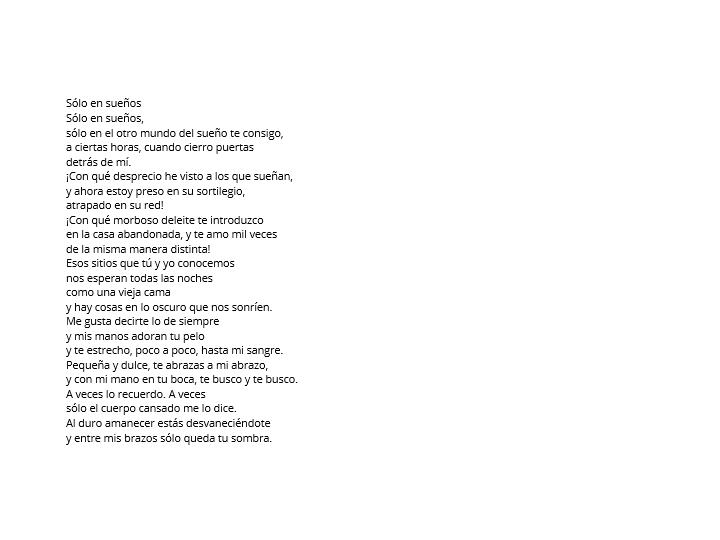 Sólo en sueños
Sólo en sueños,
sólo en el otro mundo del sueño te consigo,
a ciertas horas, cuando cierro puertas
detrás de mí.
¡Con qué desprecio he visto a los que sueñan,
y ahora estoy preso en su sortilegio,
atrapado en su red!
¡Con qué morboso deleite te introduzco
en la casa abandonada, y te amo mil veces
de la misma manera distinta!
Esos sitios que tú y yo conocemos
nos esperan todas las noches
como una vieja cama
y hay cosas en lo oscuro que nos sonríen.
Me gusta decirte lo de siempre
y mis manos adoran tu pelo
y te estrecho, poco a poco, hasta mi sangre.
Pequeña y dulce, te abrazas a mi abrazo,
y con mi mano en tu boca, te busco y te busco.
A veces lo recuerdo. A veces
sólo el cuerpo cansado me lo dice.
Al duro amanecer estás desvaneciéndote
y entre mis brazos sólo queda tu sombra.